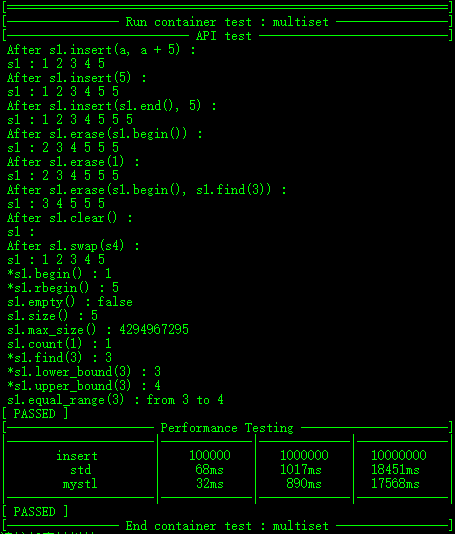 Run container test : multiset
API test
After s1.insert(a, a + 5) :
s1 : 1 2 3 4 5
After s1.insert(5) :
s1 : 1 2 3 4 5 5
After s1.insert(s1.end(), 5) :
s1 : 1 2 3 4 5 5 5
After s1.erase(s1.begin()) :
s1 : 2 3 4 5 5 5
After s1.erase(1) :
s1 : 2 3 4 5 5 5
After s1.erase(s1.begin(), s1.find(3)) :
s1 : 3 4 5 5 5
After s1.clear() :
s1 :
After s1.swap(s4) :
s1 : 1 2 3 4 5
*s1.begin() : 1
*s1.rbegin() : 5
s1.empty() : false
s1.size() : 5
s1.max_size() : 4294967295
s1.count(1) : 1
*s1.find(3) : 3
*s1.lower_bound(3) : 3
*s1.upper_bound(3) : 4
s1.equal_range(3) : from 3 to 4
[ PASSED ]
Performance Testing
insert 100000 1000000 10000000
std 68ms 1017ms 18451ms
mystl 32ms 890ms 17568ms
[ PASSED ]
End container test : multiset